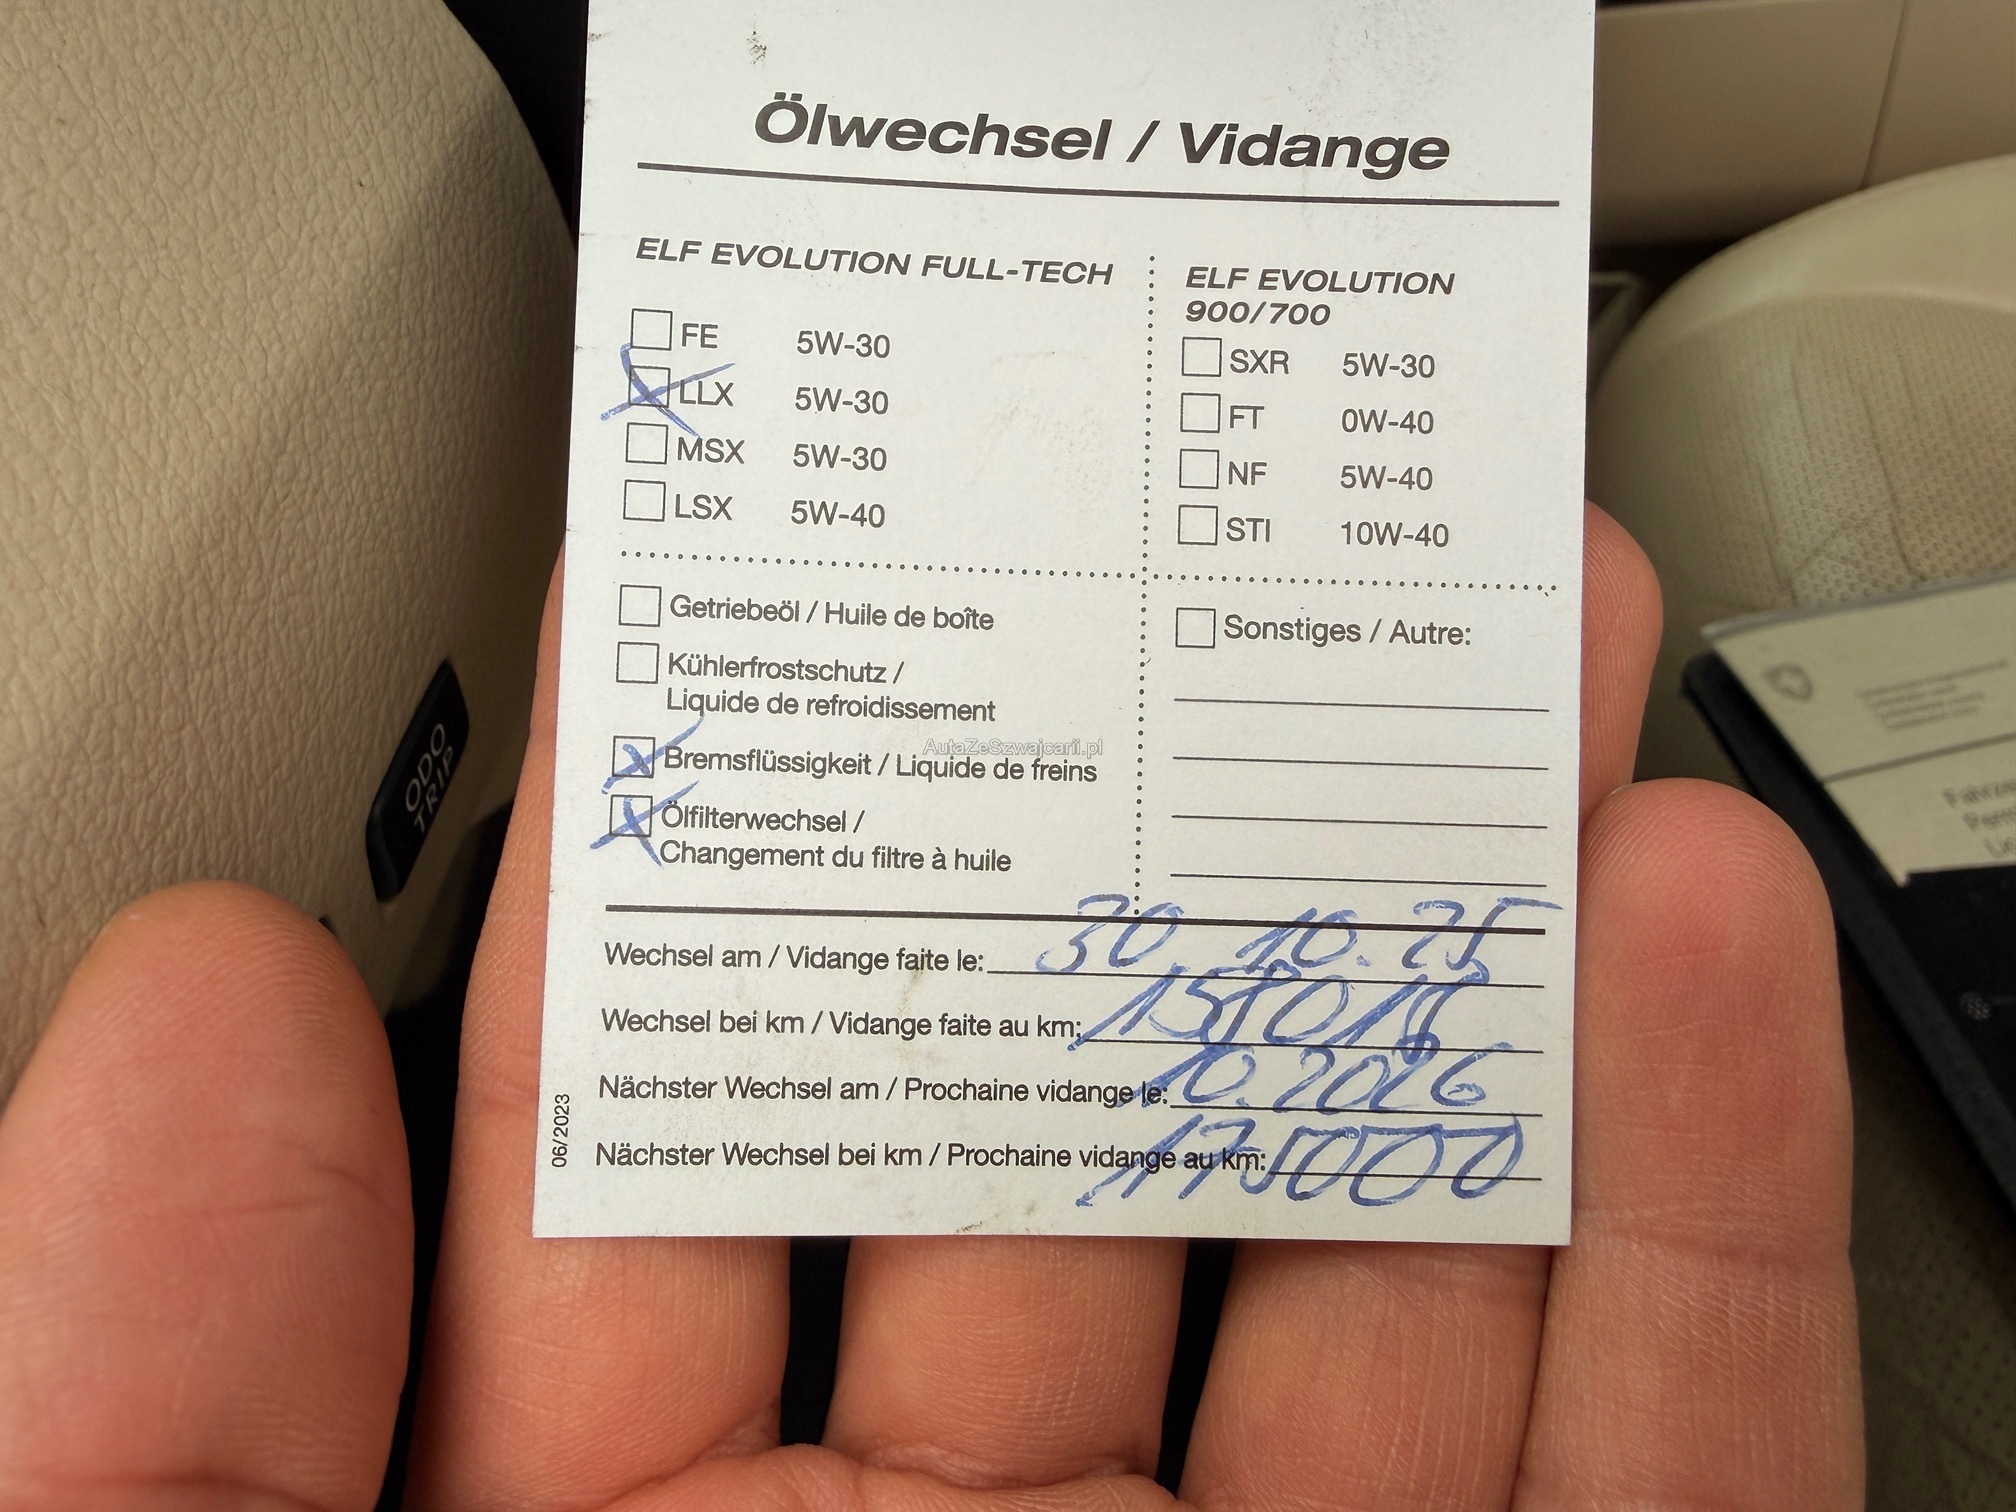 Ölwechsel / Vidange
ELF EVOLUTION FULL-TECH
FE 5W-30
LLX 5W-30
MSX 5W-30
LSX 5W-40
ELF EVOLUTION
900/700
SXR 5W-30
FT 0W-40
NF 5W-40
STI 10W-40
Getriebeöl / Huile de boîte
Kühlerfrostschutz /
Liquide de refroidissement
Bremsflüssigkeit / Liquide de freins
Ölfilterwechsel /
Changement du filtre à huile
Sonstiges / Autre:
AutaZeSzwajcarii.pl
Wechsel am / Vidange faite le: 30. 10. 25
Wechsel bei km / Vidange faite au km:
Nächster Wechsel am / Prochaine vidange le: 10. 2026
Nächster Wechsel bei km / Prochaine vidange au km: 175000
06/2023
ODO
TRIP